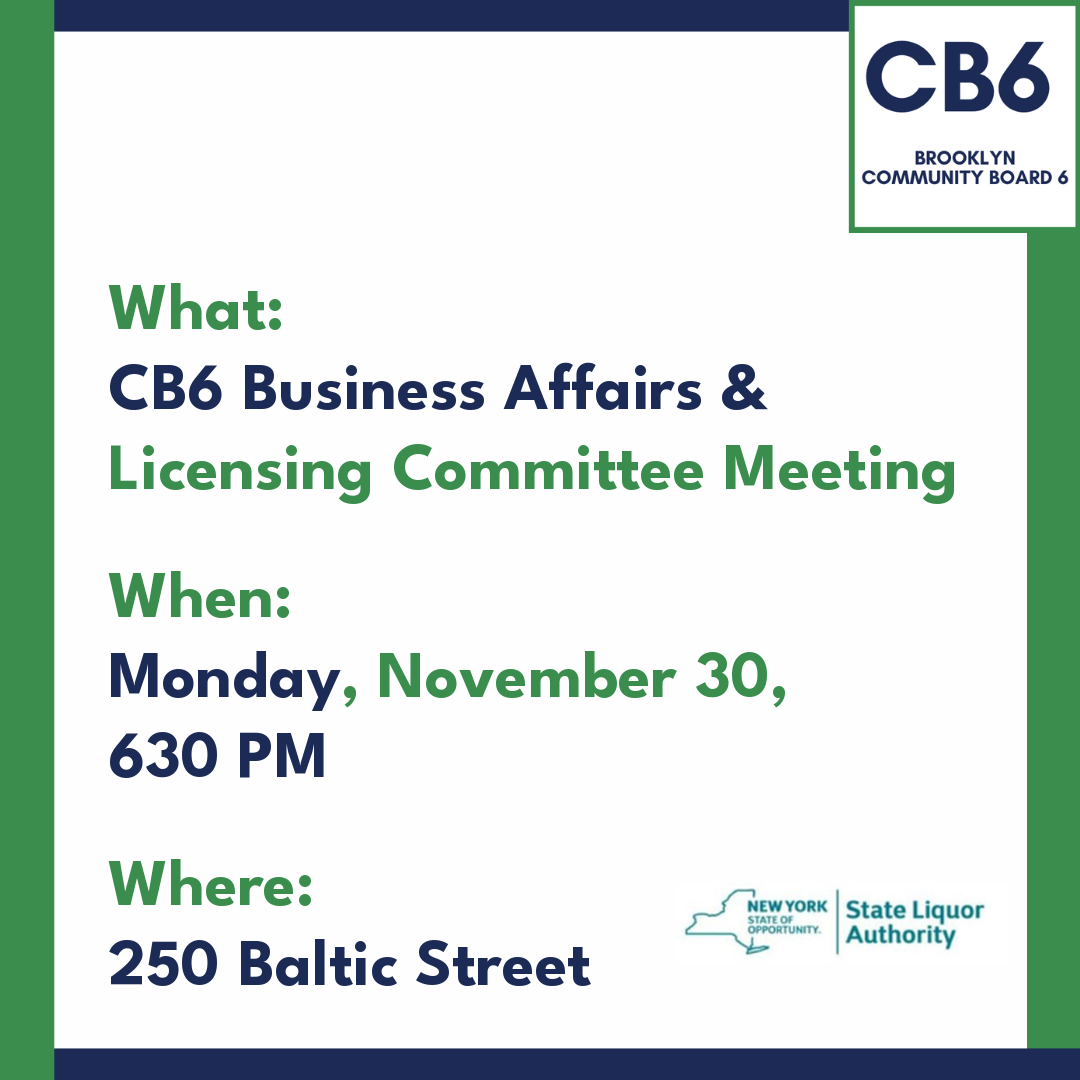 CB6
BROOKLYN
COMMUNITY BOARD 6
What:
CB6 Business Affairs &
Licensing Committee Meeting
When:
Monday, November 30,
630 PM
Where:
250 Baltic Street
NEW YORK
STATE OF
OPPORTUNITY.
State Liquor
Authority